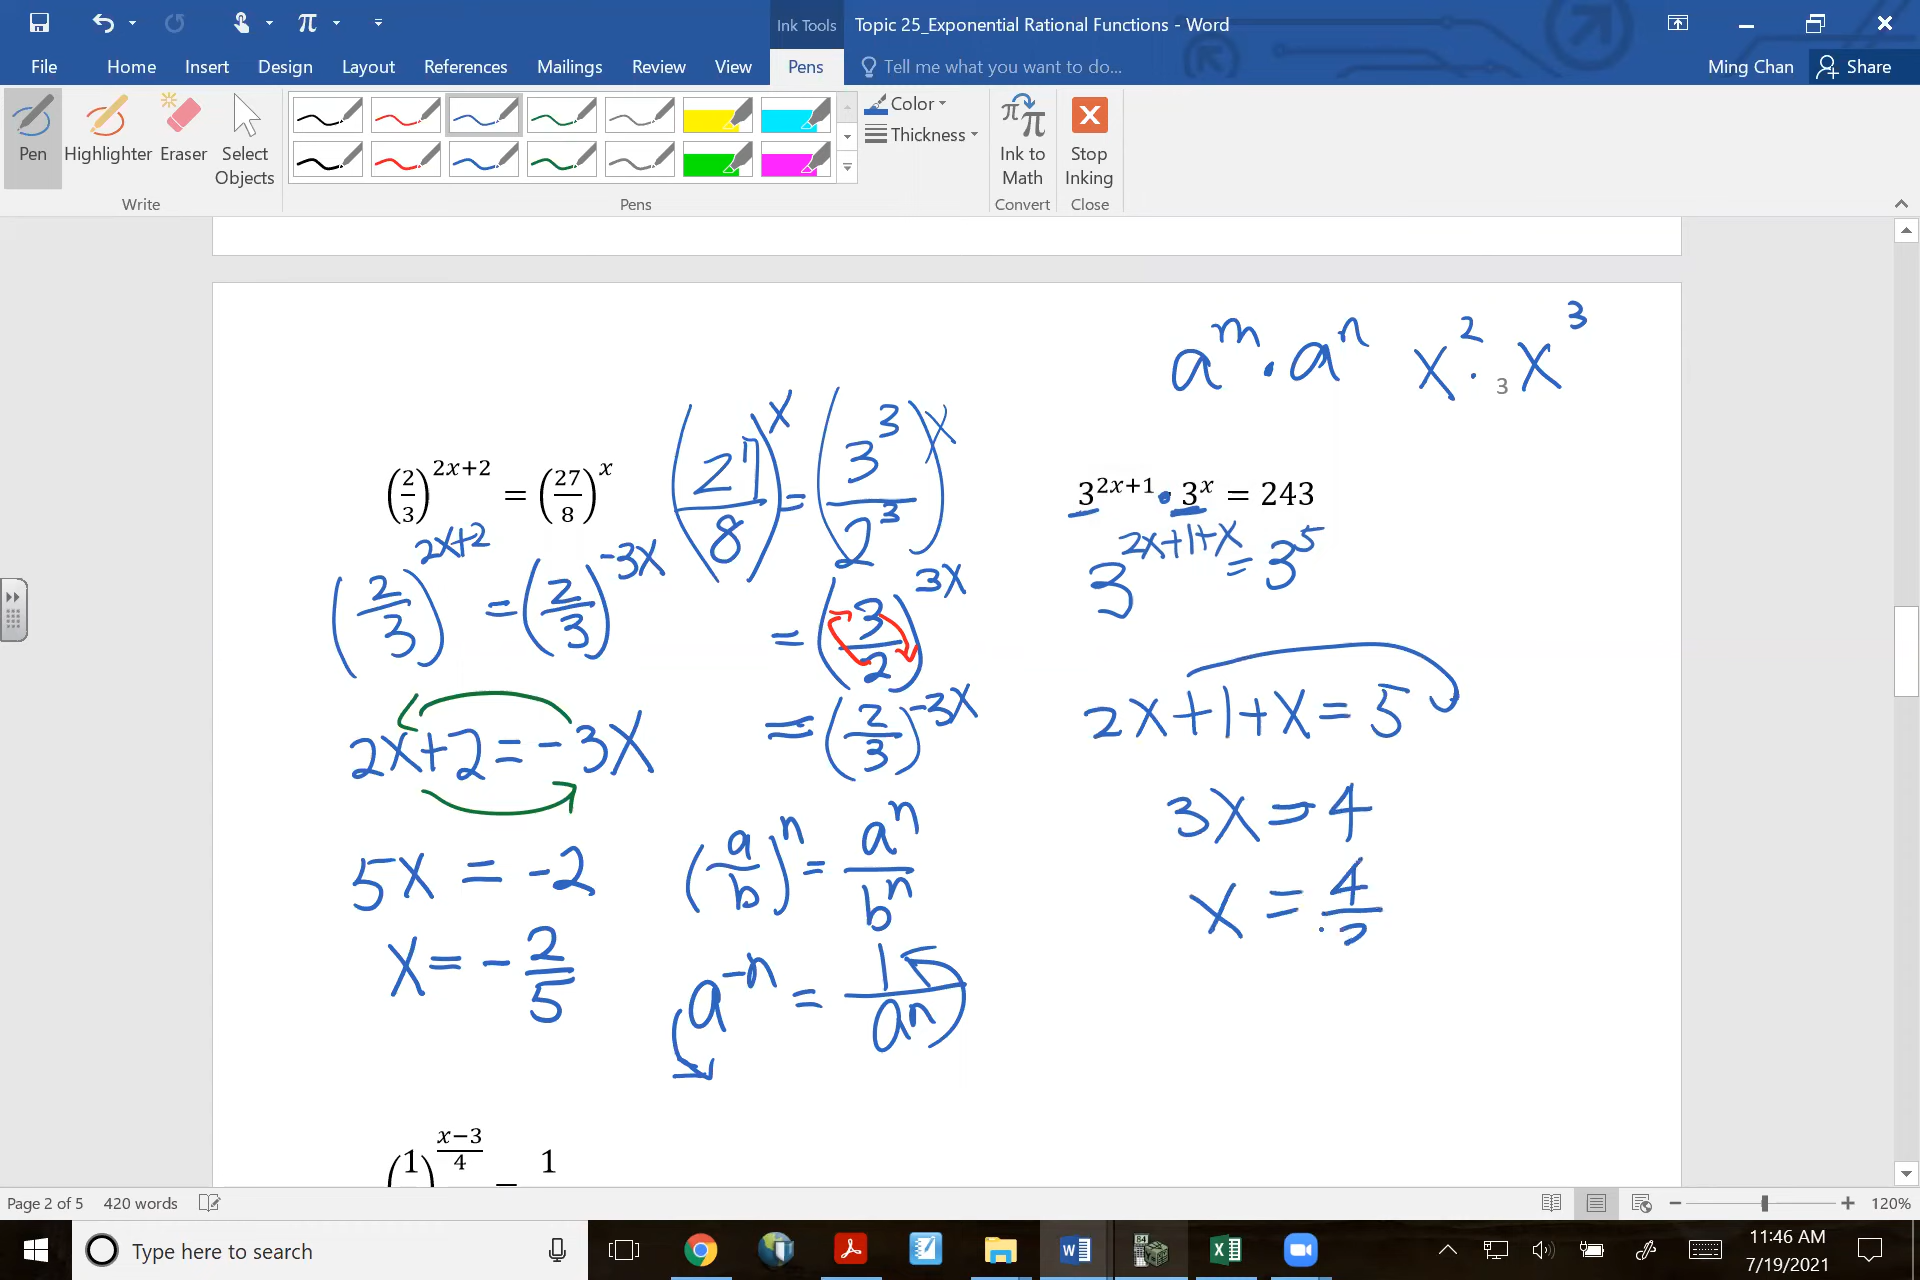 Ink Tools
Topic 25_Exponential Rational Functions - Word
File Home Insert Design Layout References Mailings Review View Pens Tell me what you want to do... Ming Chan Share
Pen Highlighter Eraser Select Objects
Color
Thickness
Ink to Math
Stop Inking
Write Pens Convert Close
a^m · a^n x^2 · x^3
3
(2/3)^(2x+2) = (27/8)^x
(27/8)^x = (3^3/2^3)^x
(2/3)^(2x+2) = (2/3)^(-3x)
= (3/2)^(3x)
= (2/3)^(-3x)
2x+2 = -3x
5x = -2
x = -2/5
(a/b)^n = a^n/b^n
a^(-n) = 1/a^n
3^(2x+1) · 3^x = 243
3^(2x+1+x) = 3^5
2x+1+x = 5
3x = 4
x = 4/3
(1)^((x-3)/4) = 1
Page 2 of 5 420 words 120%
Type here to search
84
11:46 AM
7/19/2021